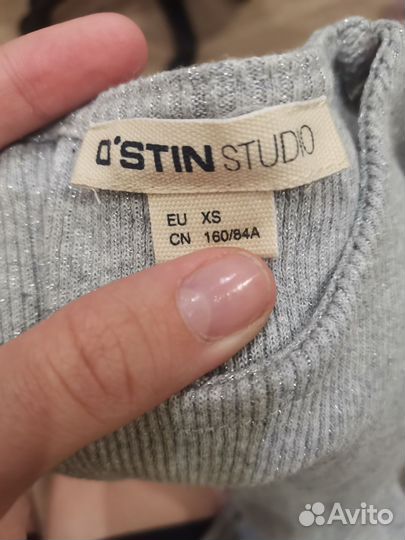 O'STIN STUDIO
EU XS
CN 160/84A
Avito